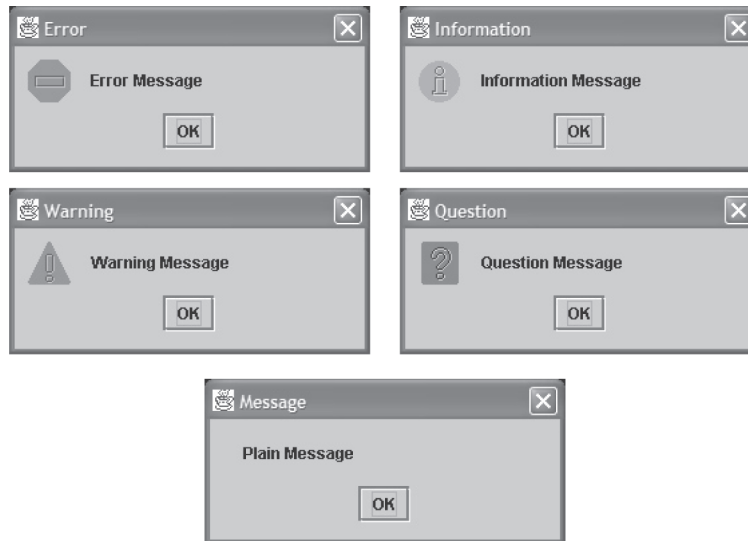 Error
Error Message
OK
Information
Information Message
OK
Warning
Warning Message
OK
Question
Question Message
OK
Message
Plain Message
OK